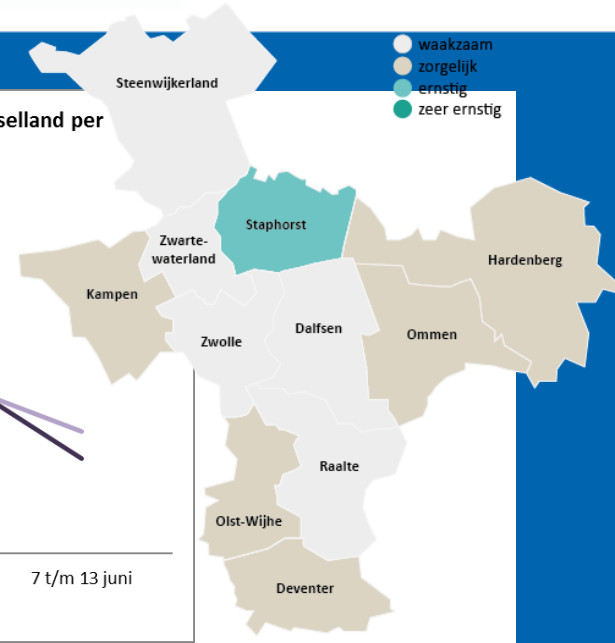 waakzaam
zorgelijk
ernstig
zeer ernstig
selland per
Steenwijkerland
Staphorst
Zwarte-
waterland
Hardenberg
Kampen
Zwolle
Dalfsen
Ommen
Raalte
Olst-Wijhe
Deventer
7 t/m 13 juni